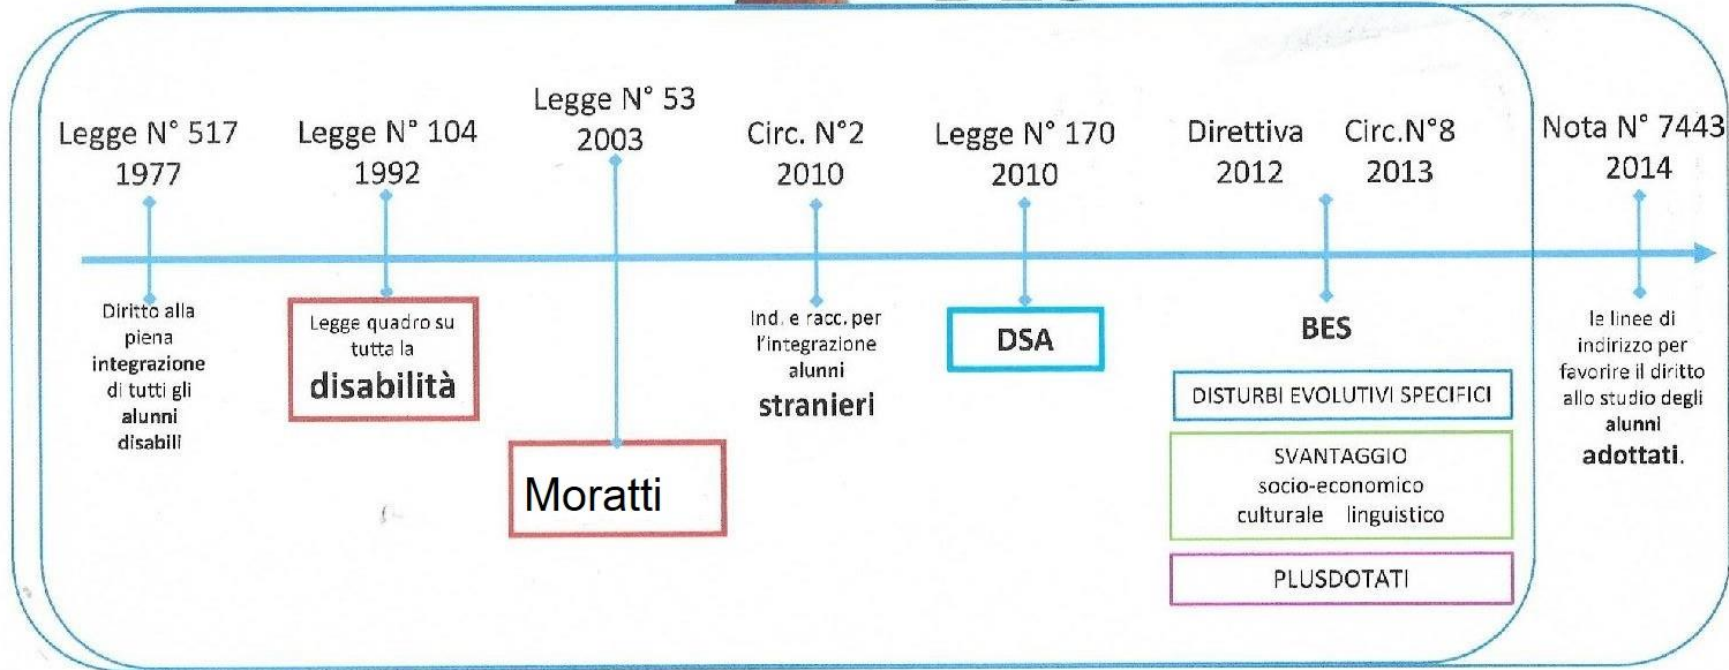 Legge N° 517
1977
Diritto alla
piena
integrazione
di tutti gli
alunni
disabili
Legge N° 104
1992
Legge quadro su
tutta la
disabilità
Legge N° 53
2003
Moratti
Circ. N°2
2010
Ind. e racc. per
l'integrazione
alunni
stranieri
Legge N° 170
2010
DSA
Direttiva
2012
Circ.N°8
2013
BES
DISTURBI EVOLUTIVI SPECIFICI
SVANTAGGIO
socio-economico
culturale linguistico
PLUSDOTATI
Nota N° 7443
2014
le linee di
indirizzo per
favorire il diritto
allo studio degli
alunni
adottati.